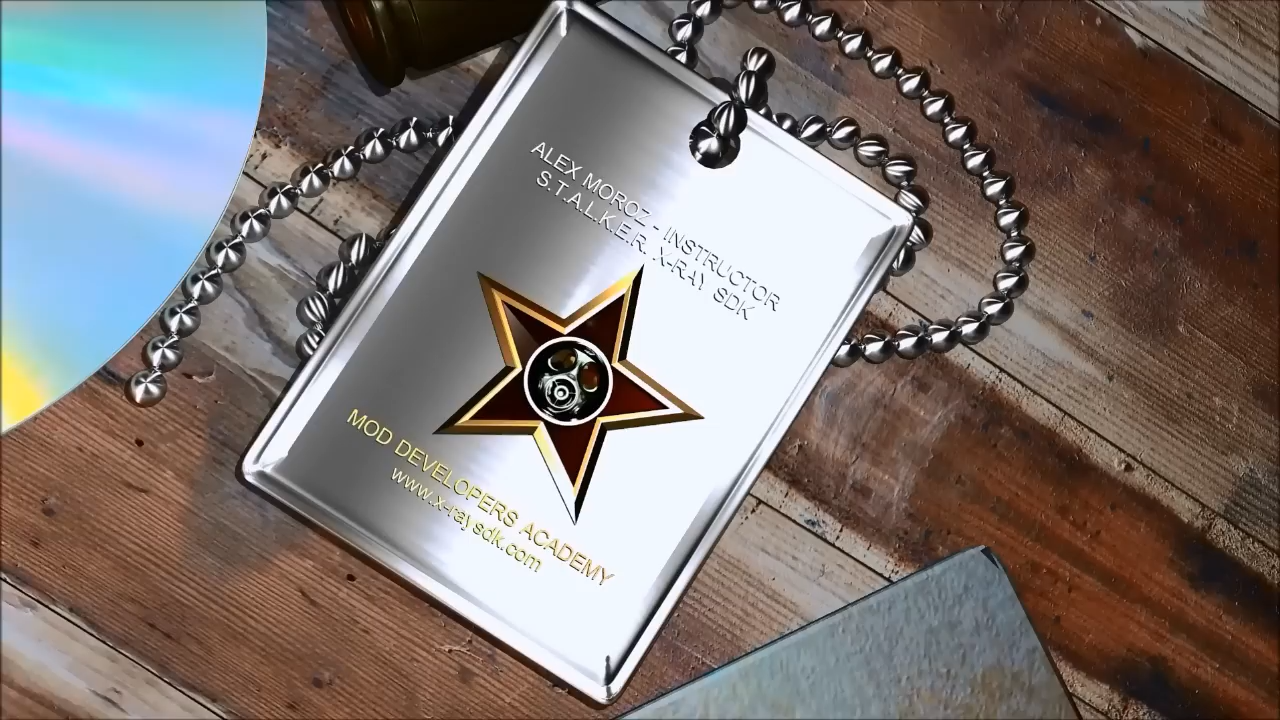 ALEX MOROZ - INSTRUCTOR
S.T.A.L.K.E.R. X-RAY SDK
MOD DEVELOPERS ACADEMY
www.x-raysdk.com